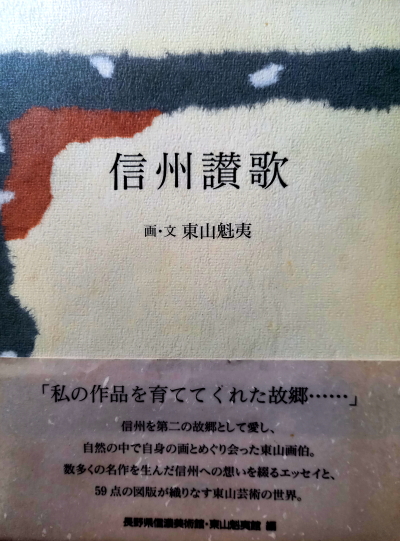 信州讃歌
画・文 東山魁夷
「私の作品を育ててくれた故郷……」
信州を第二の故郷として愛し、
自然の中で自身の画とめぐり会った東山画伯。
数多くの名作を生んだ信州への想いを綴るエッセイと、
59点の図版が織りなす東山芸術の世界。
長野県信濃美術館・東山魁夷館 編